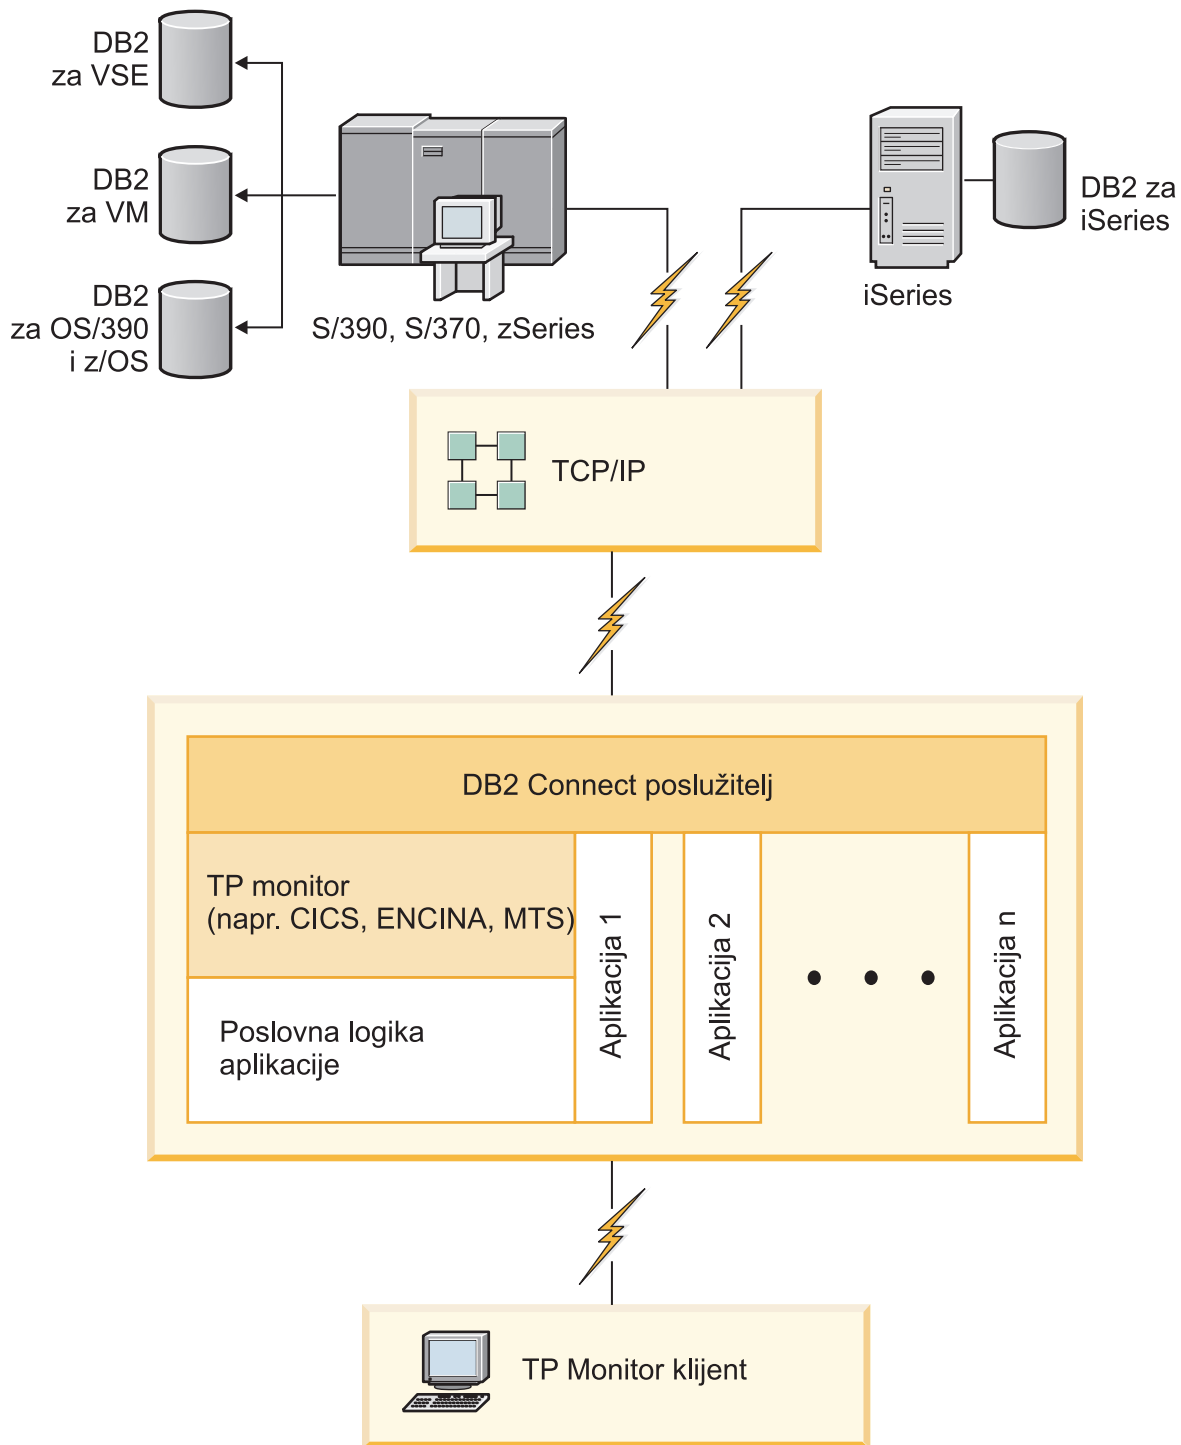 DB2
za VSE
DB2
za VM
DB2
za OS/390
i z/OS
S/390, S/370, zSeries
iSeries
DB2 za
iSeries
TCP/IP
DB2 Connect poslužitelj
TP monitor
(napr. CICS, ENCINA, MTS)
Poslovna logika
aplikacije
Aplikacija 1
Aplikacija 2
Aplikacija n
TP Monitor klijent